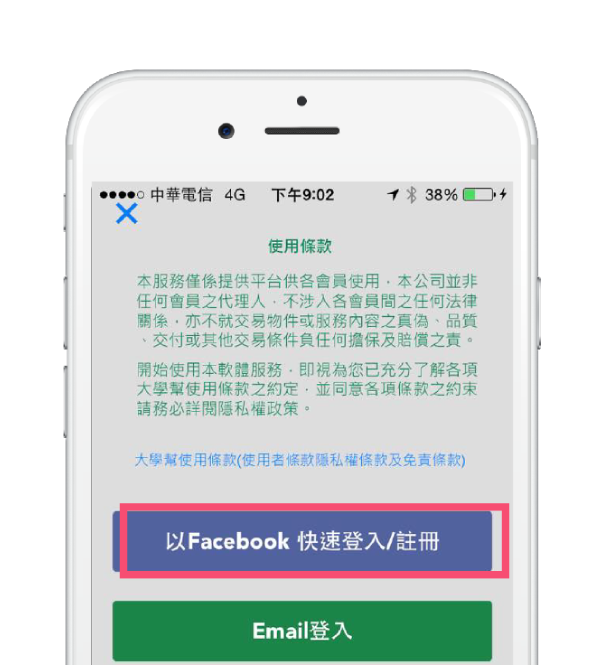 中華電信 4G 下午9:02 38%
使用條款
本服務僅係提供平台供各會員使用，本公司並非
任何會員之代理人，不涉入各會員間之任何法律
關係，亦不就交易物件或服務內容之真偽、品質
、交付或其他交易條件負任何擔保及賠償之責。
開始使用本軟體服務，即視為您已充分了解各項
大學幫使用條款之約定，並同意各項條款之約束
請務必詳閱隱私權政策。
大學幫使用條款(使用者條款隱私權條款及免責條款)
以Facebook 快速登入/註冊
Email登入